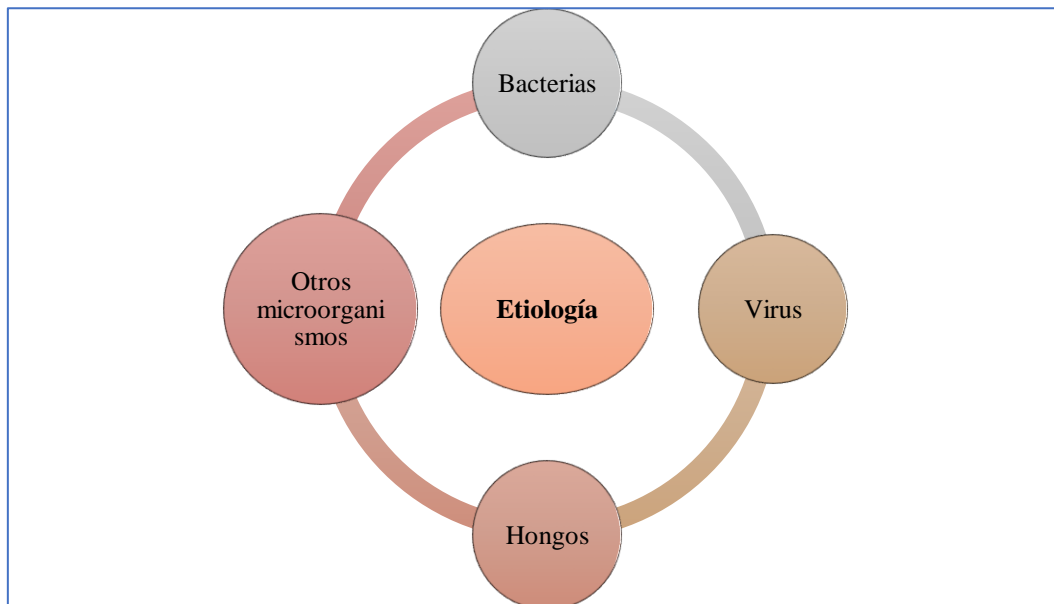 Bacterias
Otros
microorgani
smos
Etiología
Virus
Hongos